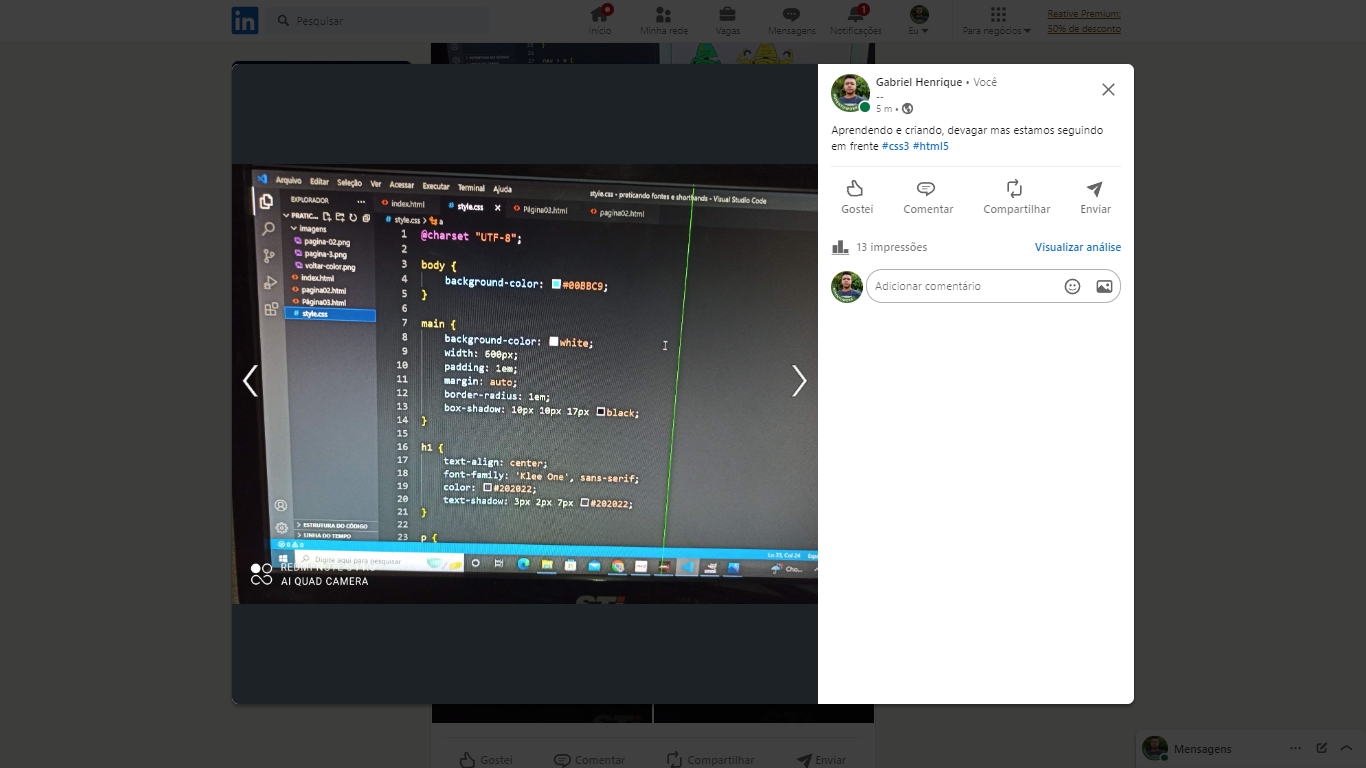 in
Pesquisar
Início
Minha rede
Vagas
Mensagens
1
Notificações
Eu
Para negócios
Reative Premium:
50% de desconto
nav > a {
Arquivo Editar Seleção Ver Acessar Executar Terminal Ajuda
style.css - praticando fontes e shorthands - Visual Studio Code
EXPLORADOR
PRATIC...
imagens
pagina-02.png
pagina-3.png
voltar-color.png
index.html
pagina02.html
Página03.html
style.css
ESTRUTURA DO CÓDIGO
LINHA DO TEMPO
index.html
style.css
Página03.html
pagina02.html
style.css > a
1 @charset "UTF-8";
2
3 body {
4 background-color: #00BBC9;
5 }
6
7 main {
8 background-color: white;
9 width: 600px;
10 padding: 1em;
11 margin: auto;
12 border-radius: 1em;
13 box-shadow: 10px 10px 17px black;
14 }
15
16 h1 {
17 text-align: center;
18 font-family: 'Klee One', sans-serif;
19 color: #202022;
20 text-shadow: 3px 2px 7px #202022;
21 }
22
23 p {
0 0
Ln 33, Col 24
Digite aqui para pesquisar
Cho...
AI QUAD CAMERA
Gabriel Henrique • Você
--
5 m •
Aprendendo e criando, devagar mas estamos seguindo
em frente #css3 #html5
Gostei
Comentar
Compartilhar
Enviar
13 impressões
Visualizar análise
Adicionar comentário
Gostei
Comentar
Compartilhar
Enviar
Mensagens